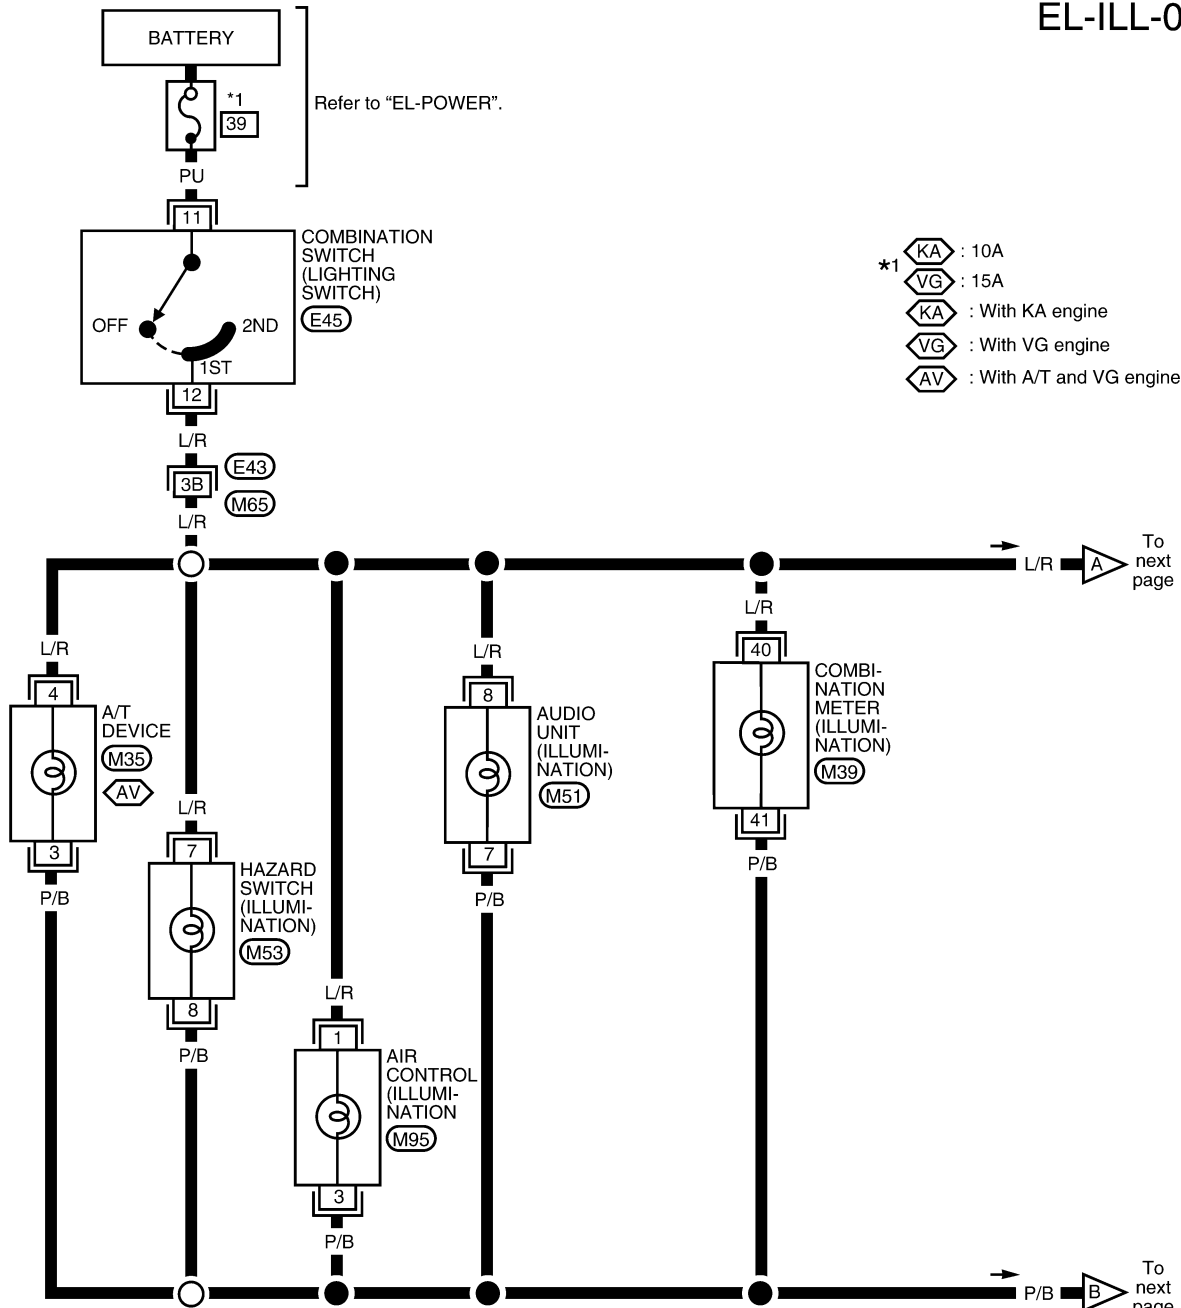 EL-ILL-0
BATTERY
*1
39
Refer to “EL-POWER”.
PU
11
COMBINATION
SWITCH
(LIGHTING
SWITCH)
E45
OFF
2ND
1ST
12
*1
KA : 10A
VG : 15A
KA : With KA engine
VG : With VG engine
AV : With A/T and VG engine
L/R
E43
3B
M65
L/R
L/R
A
To
next
page
L/R
4
A/T
DEVICE
M35
AV
3
P/B
L/R
7
HAZARD
SWITCH
(ILLUMI-
NATION)
M53
8
P/B
L/R
1
AIR
CONTROL
(ILLUMI-
NATION
M95
3
P/B
L/R
8
AUDIO
UNIT
(ILLUMI-
NATION)
M51
7
P/B
L/R
40
COMBI-
NATION
METER
(ILLUMI-
NATION)
M39
41
P/B
P/B
B
To
next
page